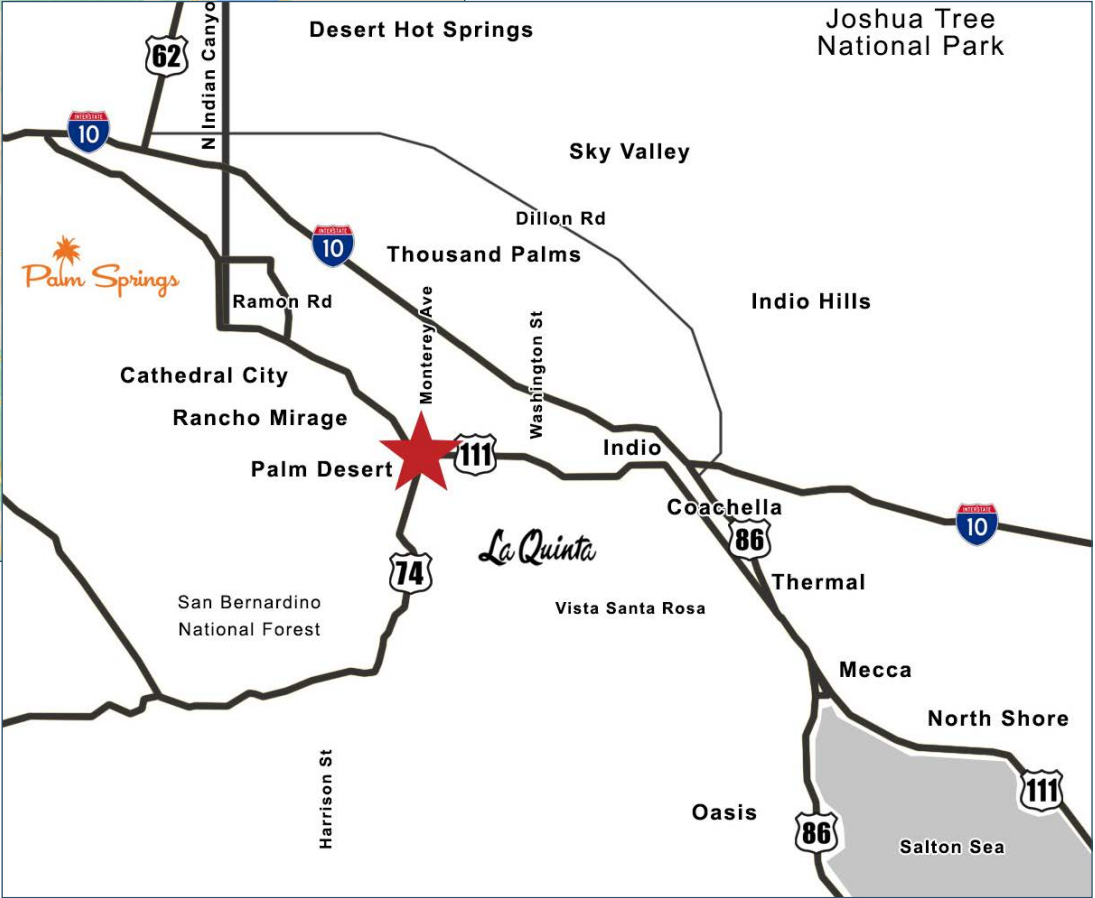 Joshua Tree
National Park
Desert Hot Springs
62
N Indian Canyo
INTERSTATE
10
Sky Valley
Dillon Rd
INTERSTATE
10
Thousand Palms
Palm Springs
Ramon Rd
Monterey Ave
Washington St
Indio Hills
Cathedral City
Rancho Mirage
Palm Desert
111
Indio
Coachella
INTERSTATE
10
86
La Quinta
74
Thermal
San Bernardino
National Forest
Vista Santa Rosa
Mecca
North Shore
Harrison St
111
Oasis
86
Salton Sea